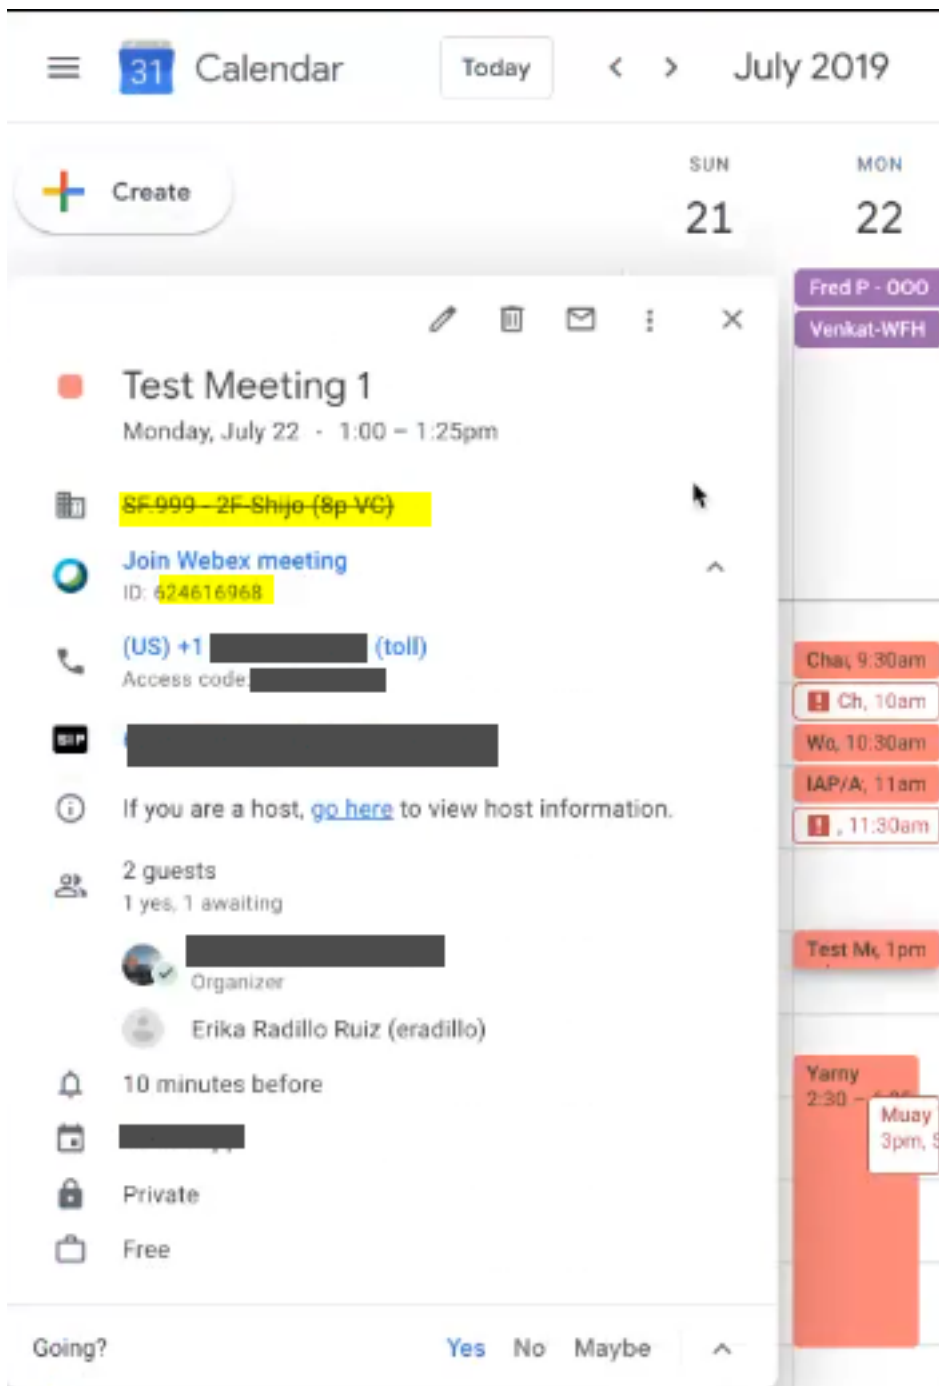 31 Calendar Today July 2019
Create
SUN MON
21 22
Fred P - OOO
Venkat-WFH
Test Meeting 1
Monday, July 22 · 1:00 – 1:25pm
SF.999 - 2F-Shijo (8p VC)
Join Webex meeting
ID: 624616968
(US) +1 (toll)
Access code:
SIP
If you are a host, go here to view host information.
2 guests
1 yes, 1 awaiting
Organizer
Erika Radillo Ruiz (eradillo)
10 minutes before
Private
Free
Going? Yes No Maybe
9:30am
Ch, 10am
Wo, 10:30am
IAP/A, 11am
, 11:30am
Test M, 1pm
Yarny
2:30 –
Muay
3pm,